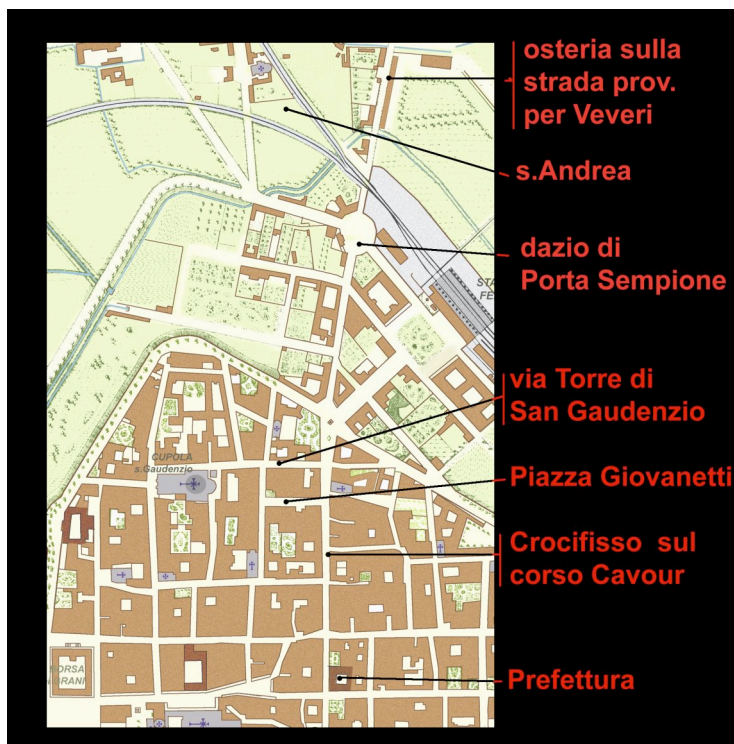 osteria sulla
strada prov.
per Veveri
s.Andrea
dazio di
Porta Sempione
STA
FE
via Torre di
San Gaudenzio
CUPOLA
s.Gaudenzio
Piazza Giovanetti
Crocifisso sul
corso Cavour
ORSA
RANI
Prefettura